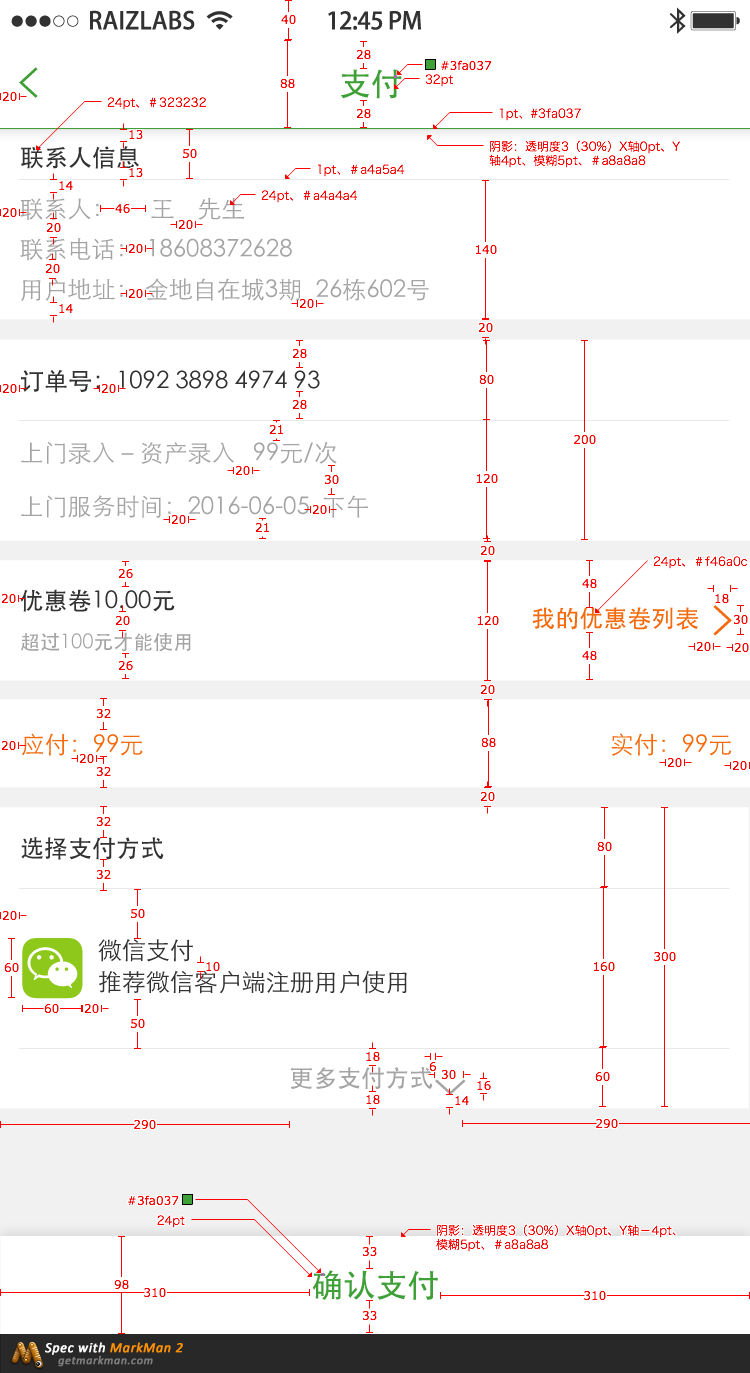 RAIZLABS 12:45 PM
40
28
88
支付
#3fa037
32pt
28
20
24pt、#323232
1pt、#3fa037
13
联系人信息
50
阴影：透明度3（30%）X轴0pt、Y
轴4pt、模糊5pt、#a8a8a8
13
1pt、#a4a5a4
14
24pt、#a4a4a4
20 联系人： 46 王 先生
20 20
联系电话： 20 18608372628 140
20
用户地址： 20 金地自在城3期 26栋602号
20
14
20
28
20 订单号： 20 1092 3898 4974 93 80
28
21
200
上门录入 – 资产录入 99元/次
20
30 120
上门服务时间： 2016-06-05 下午
20 20
21
20
24pt、#f46a0c
26
48
20 优惠卷10.00元 18
20 120 我的优惠卷列表 30
超过100元才能使用
20 20
26 48
20
32
20 应付：99元 88 实付：99元
20 20 20
32
20
32
选择支付方式 80
32
20 50
微信支付
60 10 160 300
推荐微信客户端注册用户使用
60 20
50
18 6
更多支付方式 30 16 60
18 14
290 290
#3fa037
24pt
阴影：透明度3（30%）X轴0pt、Y轴－4pt、
模糊5pt、#a8a8a8
33
98 310 确认支付 310
33
Spec with MarkMan 2
getmarkman.com